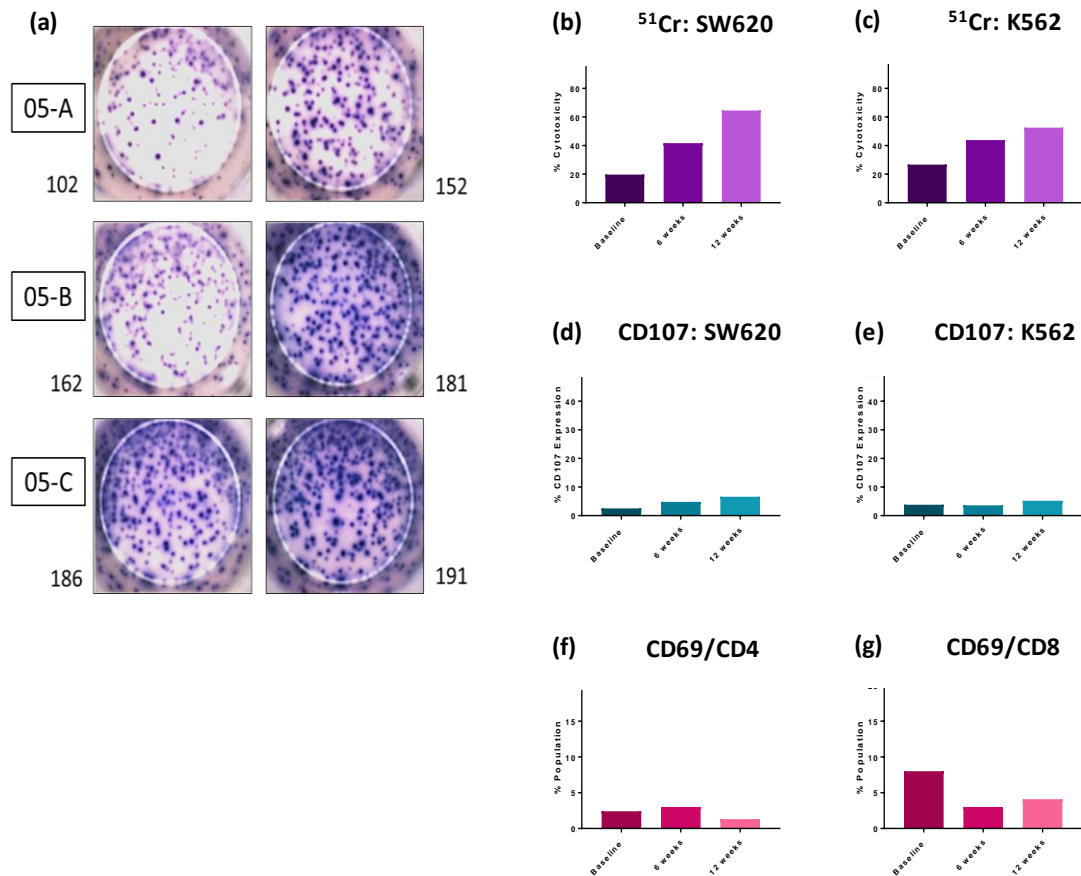 (a)
05-A
102
152
05-B
162
181
05-C
186
191
(b) ⁵¹Cr: SW620
% Cytotoxicity
80
60
40
20
0
Baseline
6 weeks
12 weeks
(c) ⁵¹Cr: K562
% Cytotoxicity
80
60
40
20
0
Baseline
6 weeks
12 weeks
(d) CD107: SW620
% CD107 Expression
40
30
20
10
0
Baseline
6 weeks
12 weeks
(e) CD107: K562
% CD107 Expression
40
30
20
10
0
Baseline
6 weeks
12 weeks
(f) CD69/CD4
% Population
15
10
5
0
Baseline
6 weeks
12 weeks
(g) CD69/CD8
% Population
15
10
5
0
Baseline
6 weeks
12 weeks